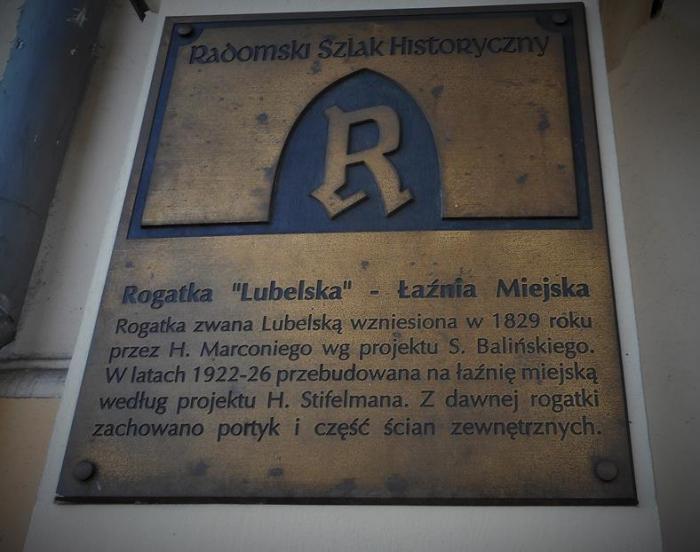 Radomski Szlak Historyczny
R
Rogatka "Lubelska" - Łaźnia Miejska
Rogatka zwana Lubelską wzniesiona w 1829 roku
przez H. Marconiego wg projektu S. Balińskiego.
W latach 1922-26 przebudowana na łaźnię miejską
według projektu H. Stifelmana. Z dawnej rogatki
zachowano portyk i część ścian zewnętrznych.